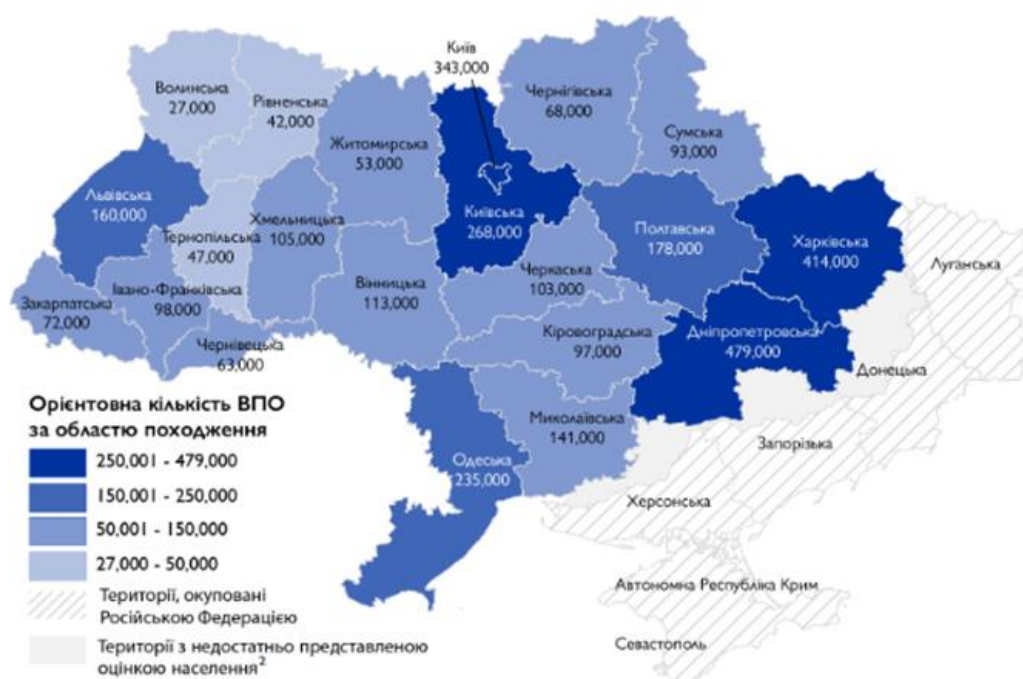 Київ
343,000
Волинська
27,000
Рівненська
42,000
Житомирська
53,000
Чернігівська
68,000
Сумська
93,000
Львівська
160,000
Київська
268,000
Полтавська
178,000
Харківська
414,000
Луганська
Тернопільська
47,000
Хмельницька
105,000
Вінницька
113,000
Черкаська
103,000
Закарпатська
72,000
Івано-Франківська
98,000
Чернівецька
63,000
Кіровоградська
97,000
Дніпропетровська
479,000
Донецька
Миколаївська
141,000
Запорізька
Одеська
235,000
Херсонська
Автономна Республіка Крим
Севастополь
Орієнтовна кількість ВПО
за областю походження
250,001 - 479,000
150,001 - 250,000
50,001 - 150,000
27,000 - 50,000
Території, окуповані
Російською Федерацією
Території з недостатньо представленою
оцінкою населення²